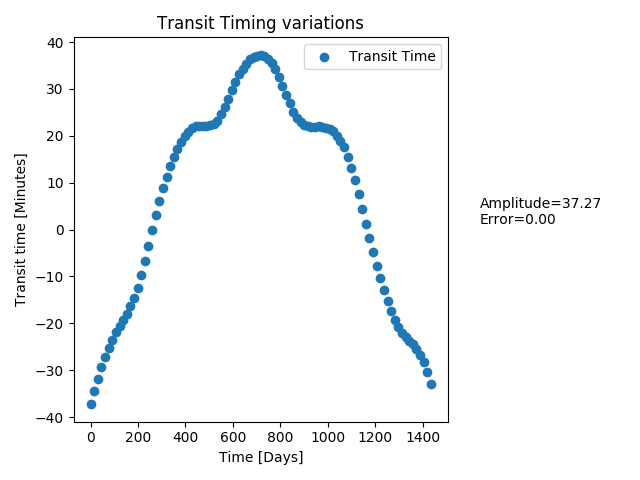 Transit Timing variations
Transit Time
Transit time [Minutes]
40
30
20
10
0
−10
−20
−30
−40
0 200 400 600 800 1000 1200 1400
Time [Days]
Amplitude=37.27
Error=0.00